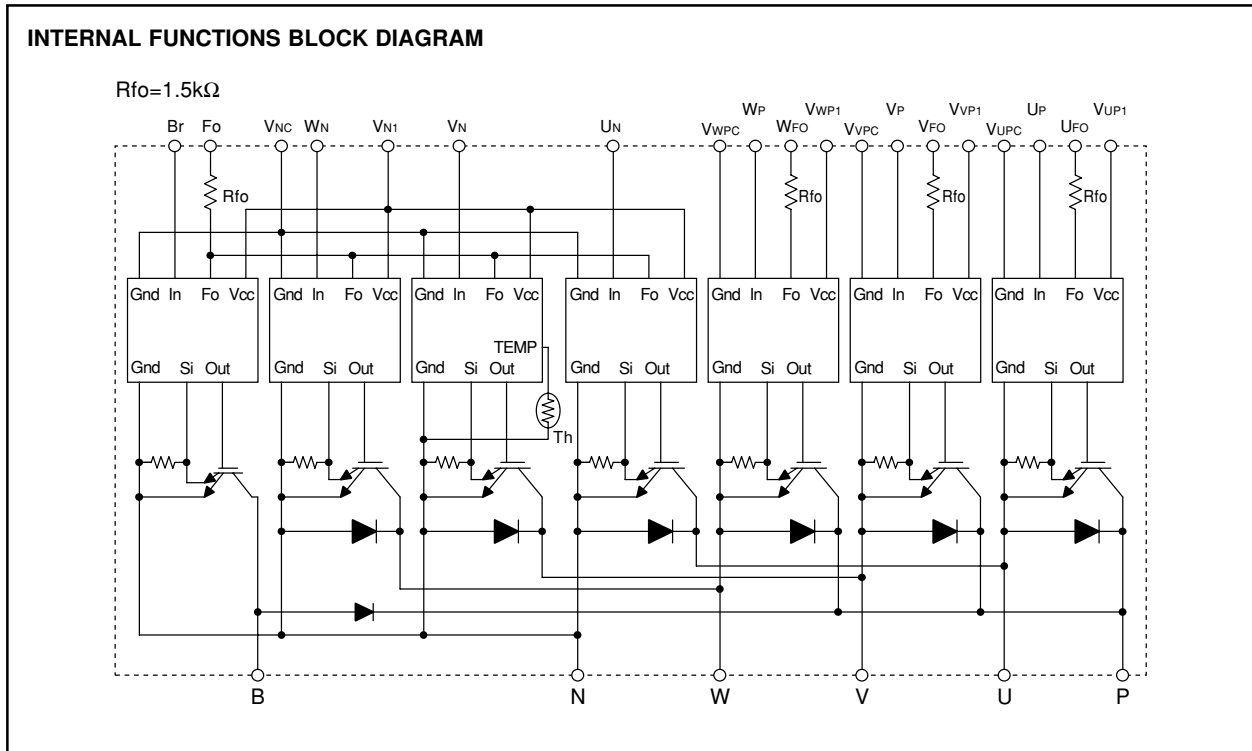 INTERNAL FUNCTIONS BLOCK DIAGRAM
Rfo=1.5kΩ
WP VWP1 VP VVP1 UP VUP1
Br Fo VNC WN VN1 VN UN VWPC WFO VVPC VFO VUPC UFO
Rfo Rfo Rfo Rfo
Gnd In Fo Vcc Gnd In Fo Vcc Gnd In Fo Vcc Gnd In Fo Vcc Gnd In Fo Vcc Gnd In Fo Vcc Gnd In Fo Vcc
TEMP
Gnd Si Out Gnd Si Out Gnd Si Out Gnd Si Out Gnd Si Out Gnd Si Out Gnd Si Out
Th
B N W V U P